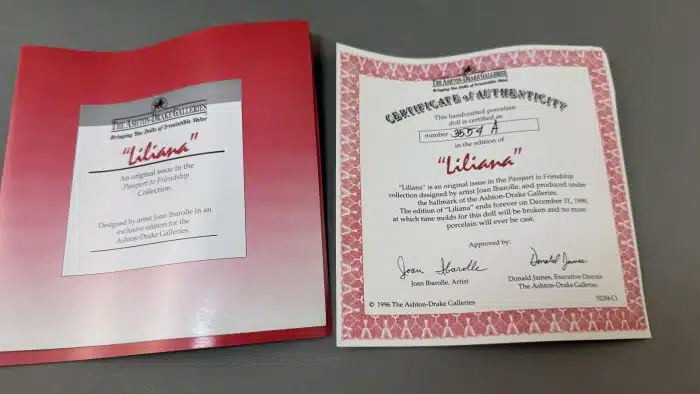 THE ASHTON-DRAKE GALLERIES
Bringing You Dolls of Irresistible Value
"Liliana"
An original issue in the
Passport to Friendship
Collection.
Designed by artist Joan Ibarolle in an
exclusive edition for the
Ashton-Drake Galleries.
THE ASHTON-DRAKE GALLERIES
Bringing You Dolls of Irresistible Value
CERTIFICATE of AUTHENTICITY
This handcrafted porcelain
doll is certified as
number 3554 A
in the edition of
"Liliana"
"Liliana" is an original issue in the Passport to Friendship
collection designed by artist Joan Ibarolle, and produced under
the hallmark of the Ashton-Drake Galleries.
The edition of "Liliana" ends forever on December 31, 1999,
at which time molds for this doll will be broken and no more
porcelain will ever be cast.
Approved by:
Joan Ibarolle
Donald James
Joan Ibarolle, Artist
Donald James, Executive Director
The Ashton-Drake Galleries
© 1996 The Ashton-Drake Galleries
92284-C1